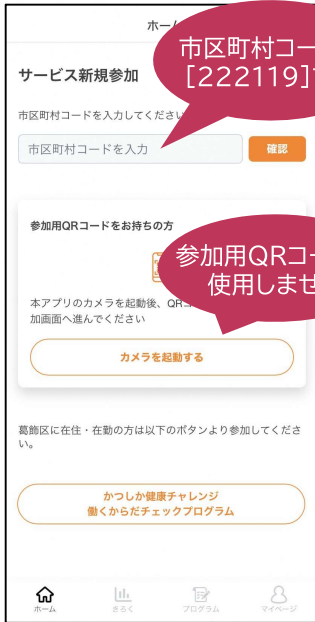 ホーム
市区町村コー
[222119]
サービス新規参加
市区町村コードを入力してくださ
市区町村コードを入力
確認
参加用QRコードをお持ちの方
参加用QRコー
使用しませ
本アプリのカメラを起動後、QR
加画面へ進んでください
カメラを起動する
葛飾区に在住・在勤の方は以下のボタンより参加してくださ
い。
かつしか健康チャレンジ
働くからだチェックプログラム
ホーム
きろく
プログラム
マイページ